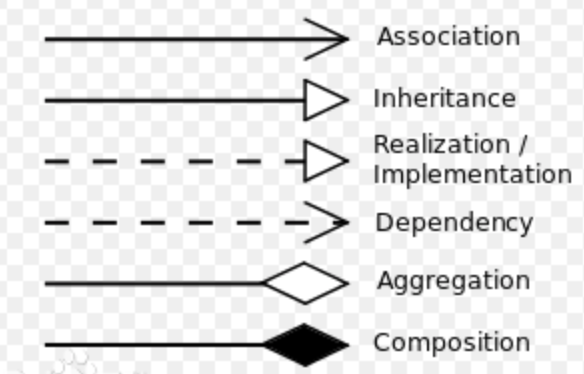 Association
Inheritance
Realization /
Implementation
Dependency
Aggregation
Composition